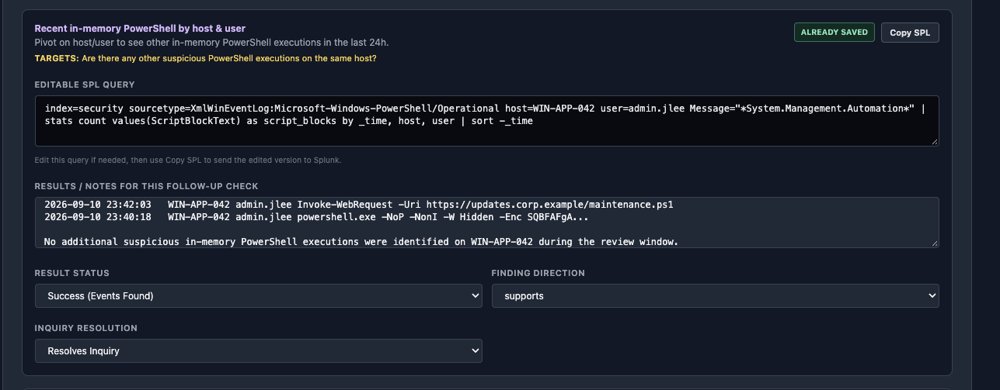 Recent in-memory PowerShell by host & user
Pivot on host/user to see other in-memory PowerShell executions in the last 24h.
ALREADY SAVED
Copy SPL
TARGETS: Are there any other suspicious PowerShell executions on the same host?
EDITABLE SPL QUERY
index=security sourcetype=XmlWinEventLog:Microsoft-Windows-PowerShell/Operational host=WIN-APP-042 user=admin.jlee Message="*System.Management.Automation*" |
stats count values(ScriptBlockText) as script_blocks by _time, host, user | sort -_time
Edit this query if needed, then use Copy SPL to send the edited version to Splunk.
RESULTS / NOTES FOR THIS FOLLOW-UP CHECK
2026-09-10 23:42:03 WIN-APP-042 admin.jlee Invoke-WebRequest -Uri https://updates.corp.example/maintenance.ps1
2026-09-10 23:40:18 WIN-APP-042 admin.jlee powershell.exe -NoP -NonI -W Hidden -Enc SQBFAFgA...
No additional suspicious in-memory PowerShell executions were identified on WIN-APP-042 during the review window.
RESULT STATUS
FINDING DIRECTION
Success (Events Found)
supports
INQUIRY RESOLUTION
Resolves Inquiry